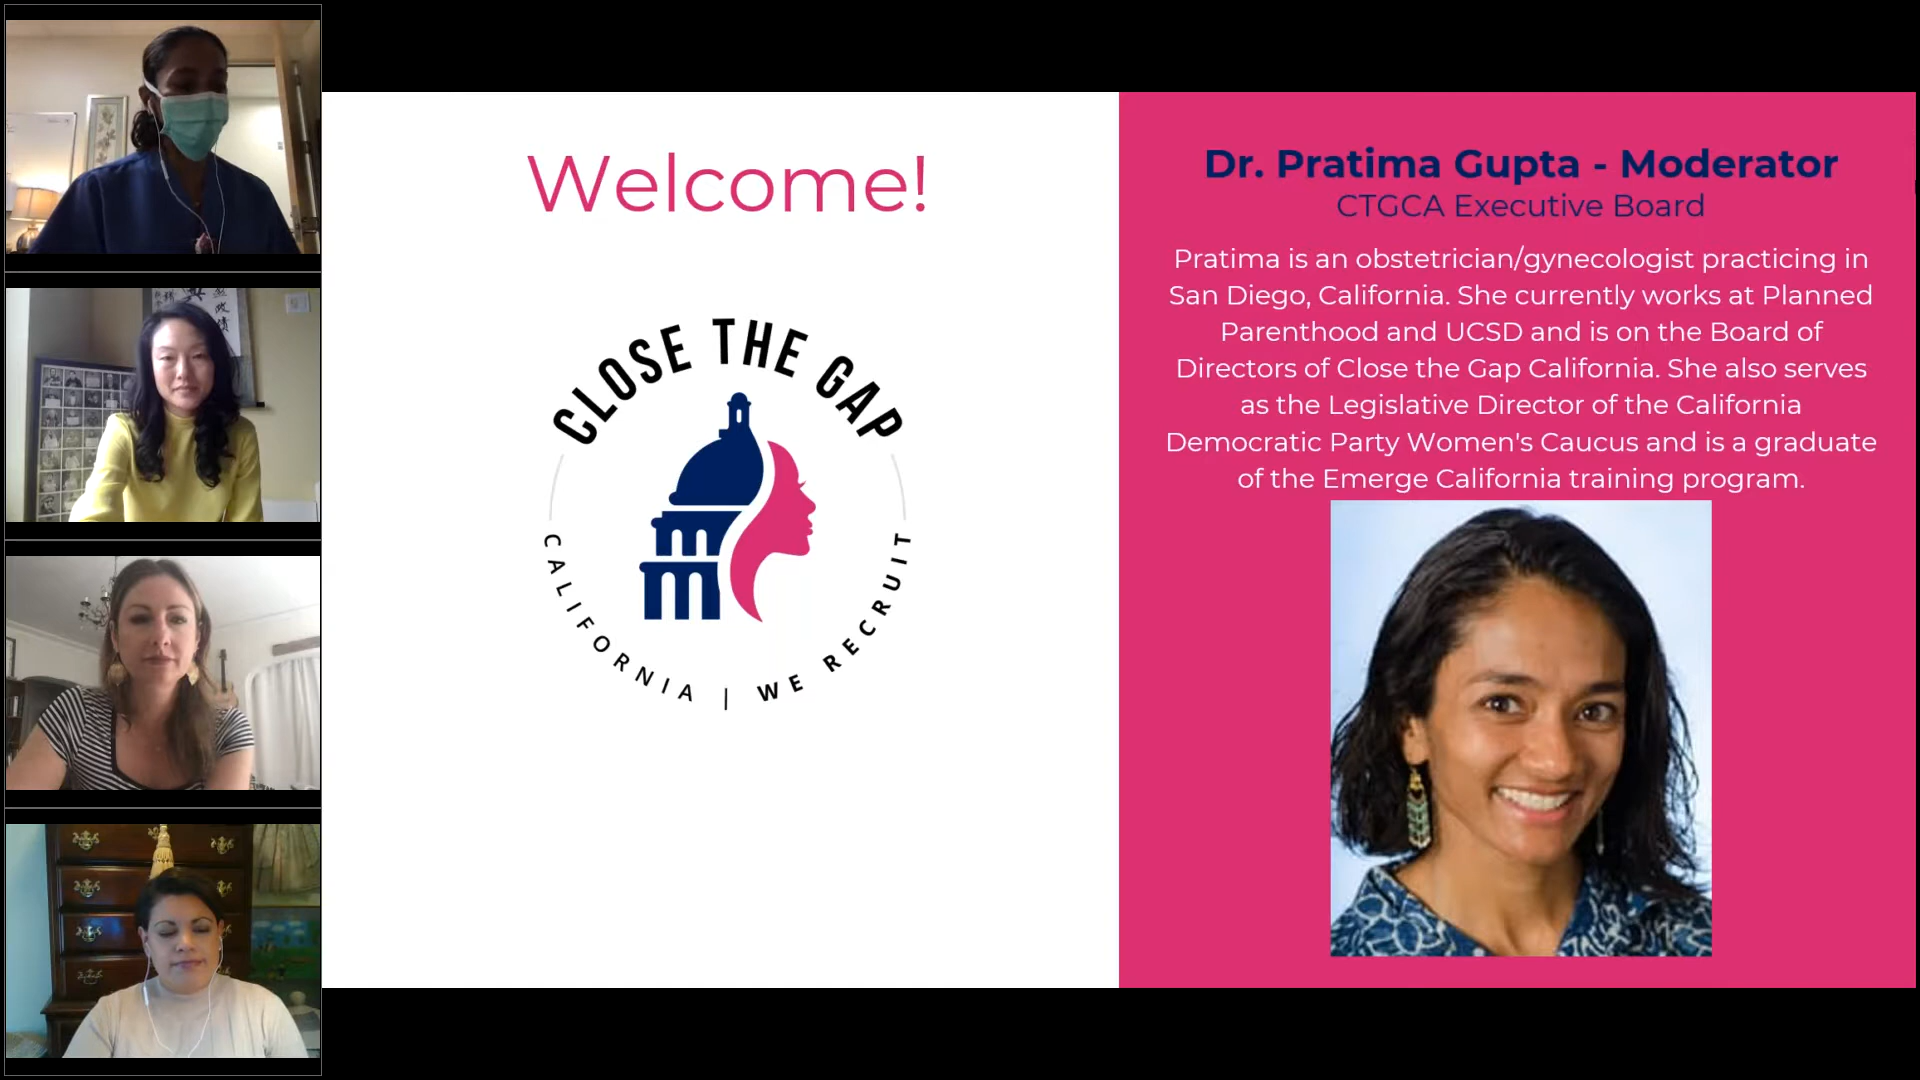 Welcome!
CLOSE THE GAP
CALIFORNIA | WE RECRUIT
Dr. Pratima Gupta - Moderator
CTGCA Executive Board
Pratima is an obstetrician/gynecologist practicing in
San Diego, California. She currently works at Planned
Parenthood and UCSD and is on the Board of
Directors of Close the Gap California. She also serves
as the Legislative Director of the California
Democratic Party Women's Caucus and is a graduate
of the Emerge California training program.